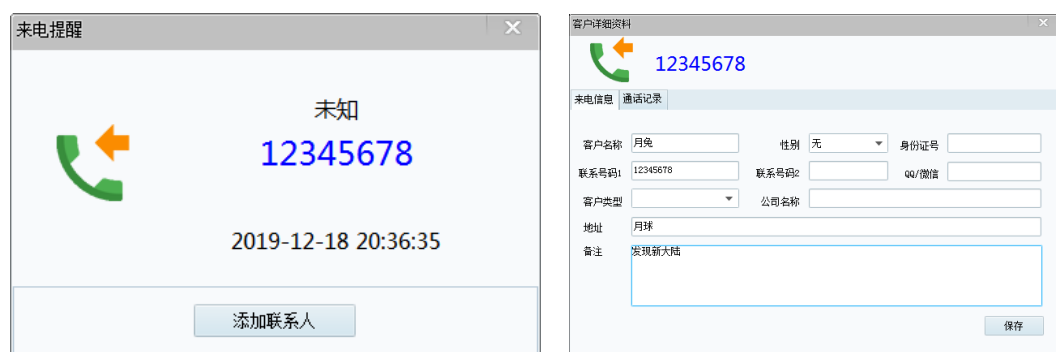 来电提醒
未知
12345678
2019-12-18 20:36:35
添加联系人
客户详细资料
12345678
来电信息 通话记录
客户名称 月兔 性别 无 身份证号
联系号码1 12345678 联系号码2 QQ/微信
客户类型 公司名称
地址 月球
备注 发现新大陆
保存